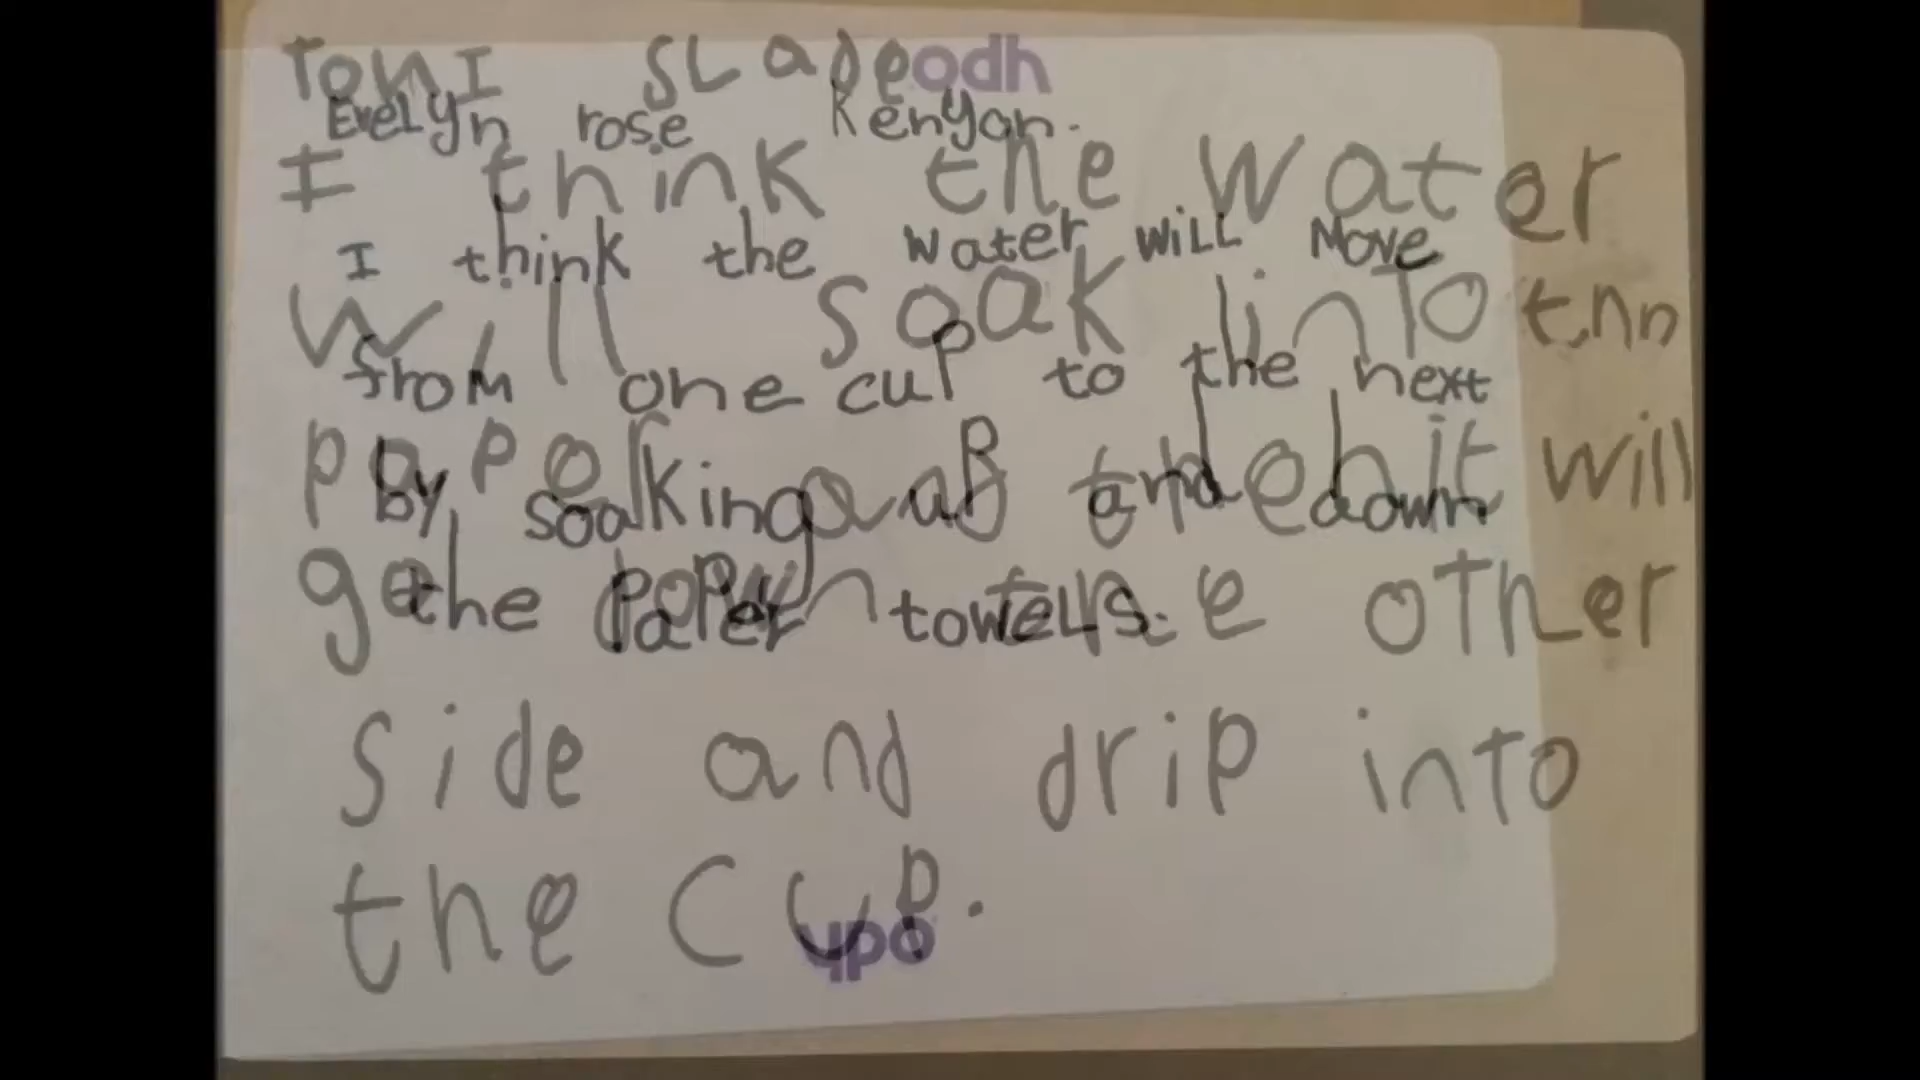 TONI SLADE
Evelyn rose Kenyon.
I think the water
I think the water will Move
Will soak into
from one cup to the next
it will
by soaking up and down
the other
the paper towels.
side and drip into
the cup.
ypo